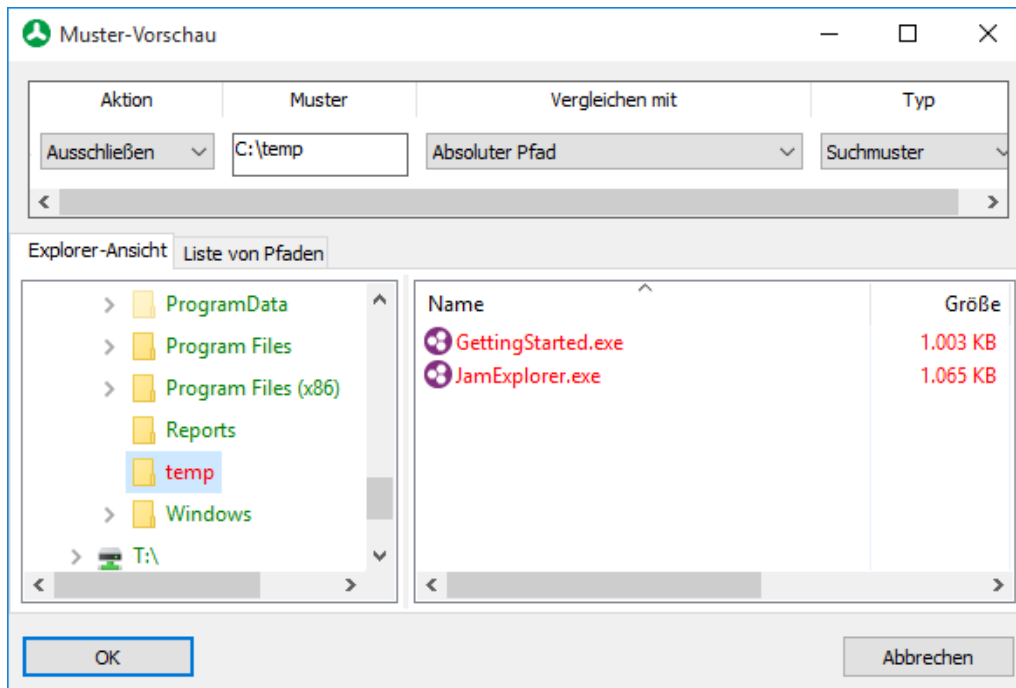 Muster-Vorschau
Aktion Muster Vergleichen mit Typ
Ausschließen C:\temp Absoluter Pfad Suchmuster
Explorer-Ansicht Liste von Pfaden
ProgramData
Program Files
Program Files (x86)
Reports
temp
Windows
T:\
Name Größe
GettingStarted.exe 1.003 KB
JamExplorer.exe 1.065 KB
OK Abbrechen